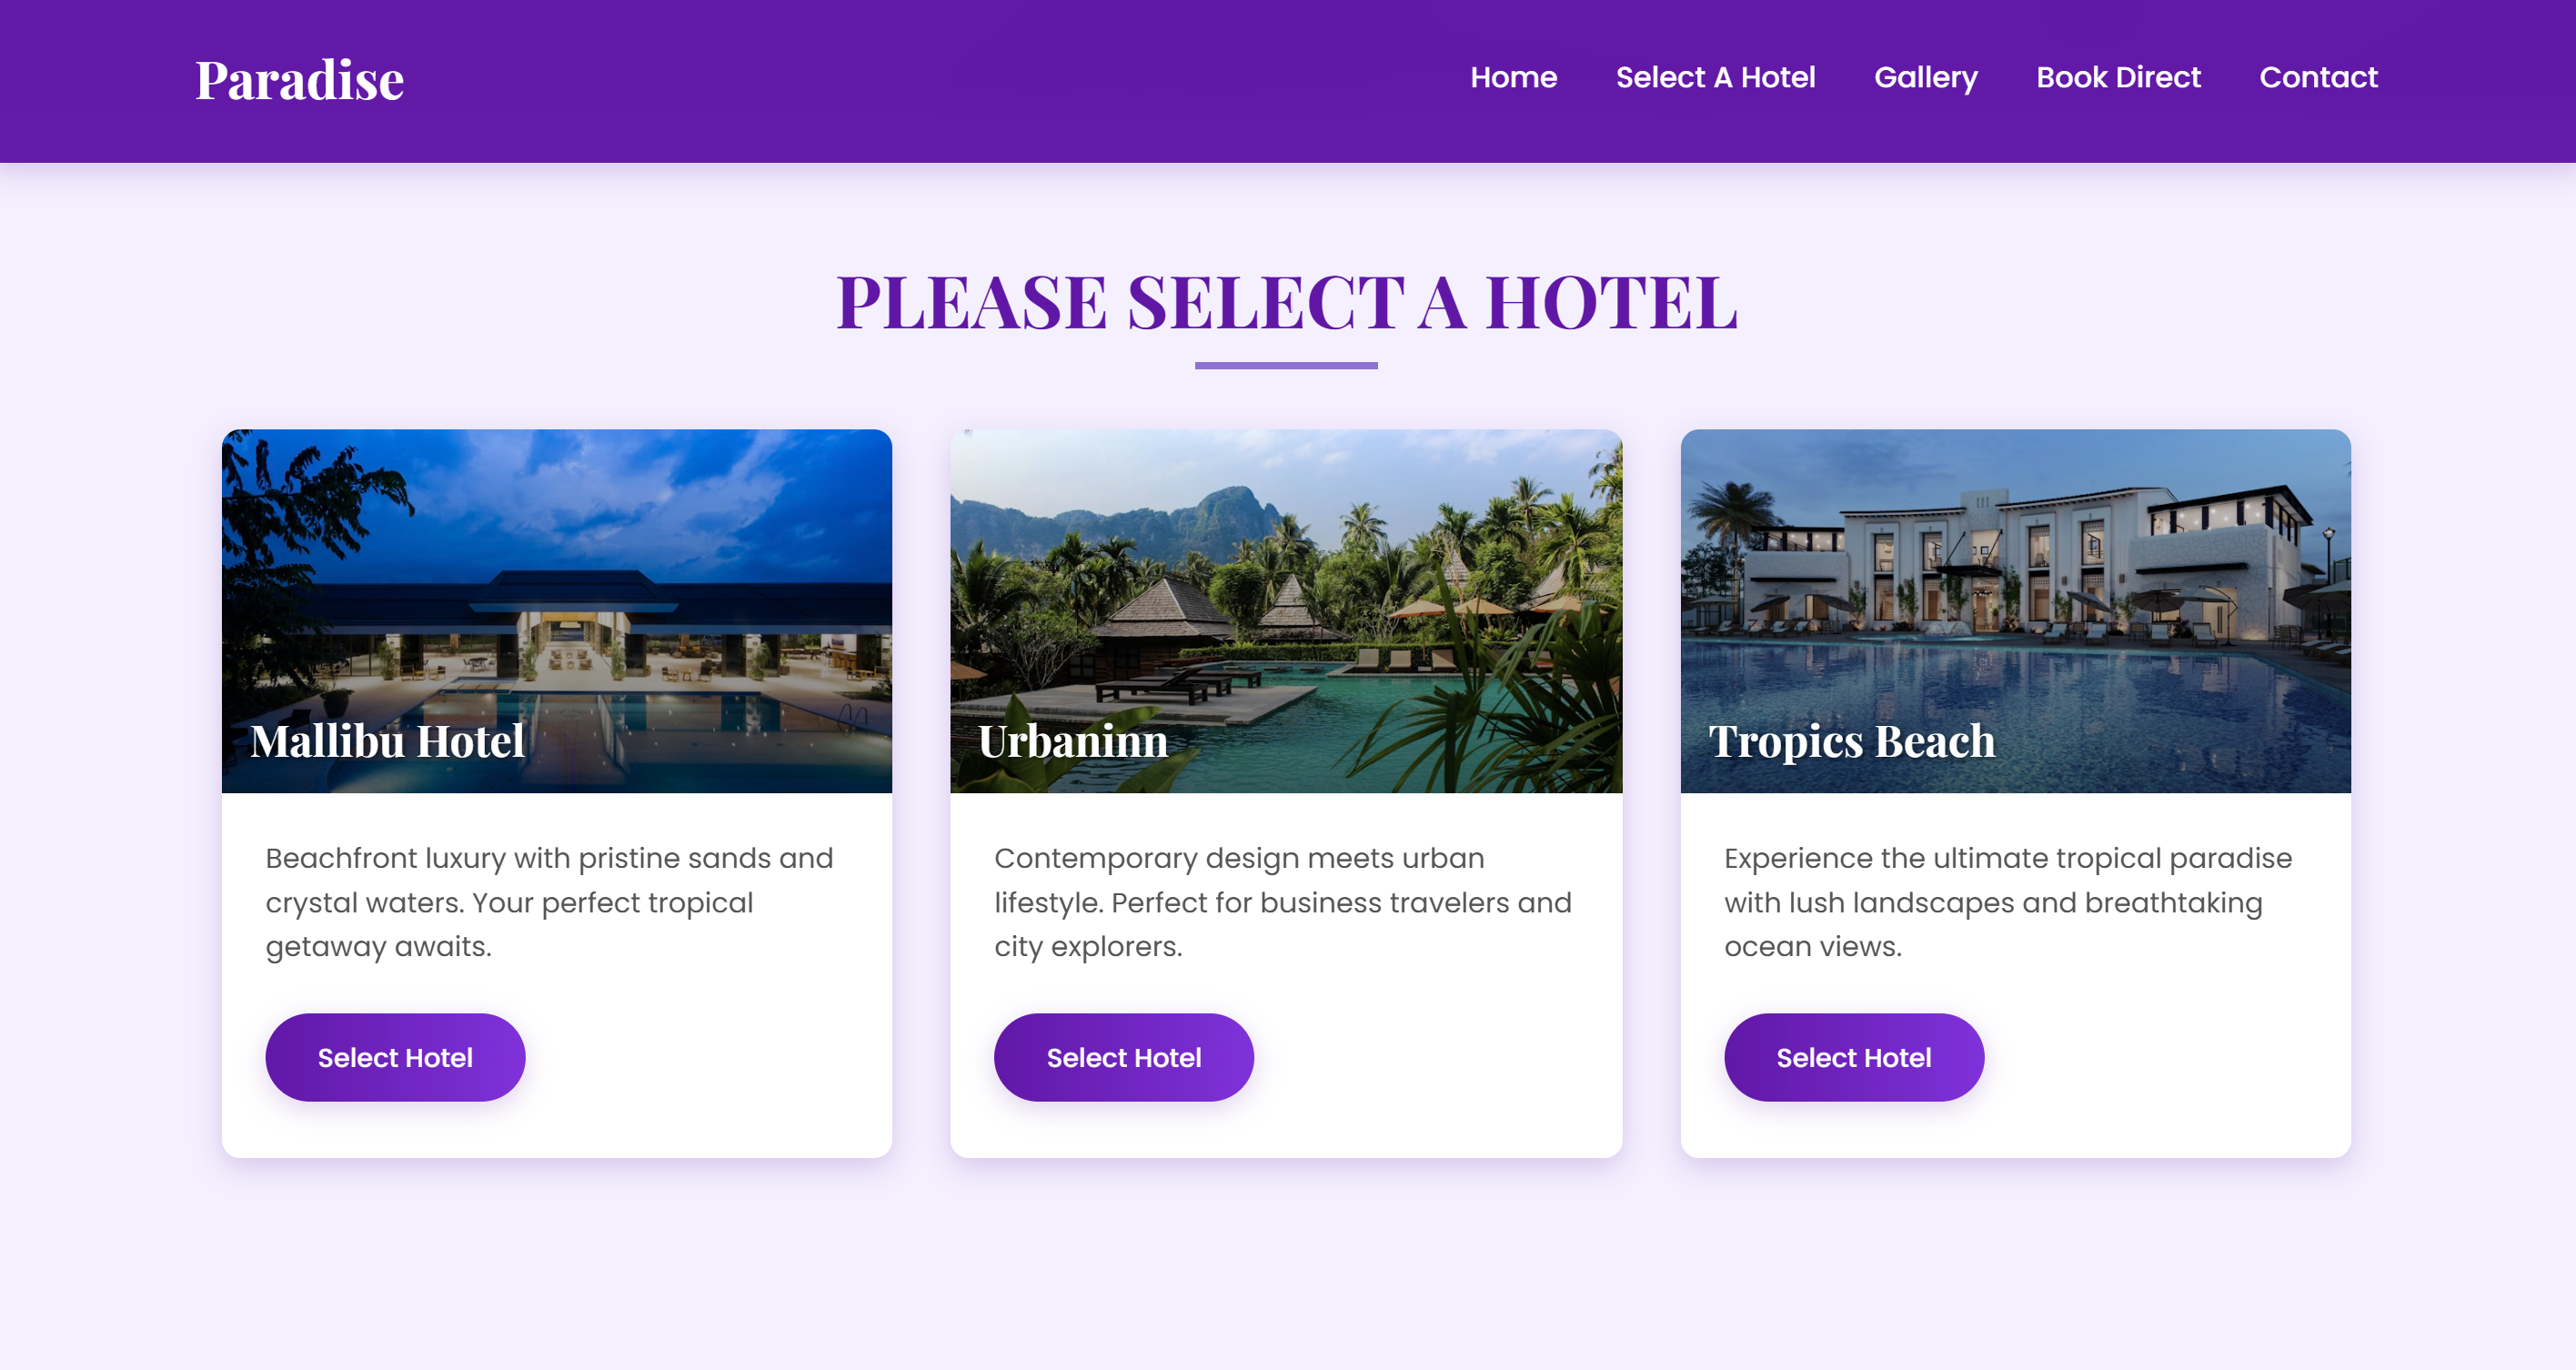 Paradise
Home Select A Hotel Gallery Book Direct Contact
PLEASE SELECT A HOTEL
Mallibu Hotel
Beachfront luxury with pristine sands and
crystal waters. Your perfect tropical
getaway awaits.
Select Hotel
Urbaninn
Contemporary design meets urban
lifestyle. Perfect for business travelers and
city explorers.
Select Hotel
Tropics Beach
Experience the ultimate tropical paradise
with lush landscapes and breathtaking
ocean views.
Select Hotel